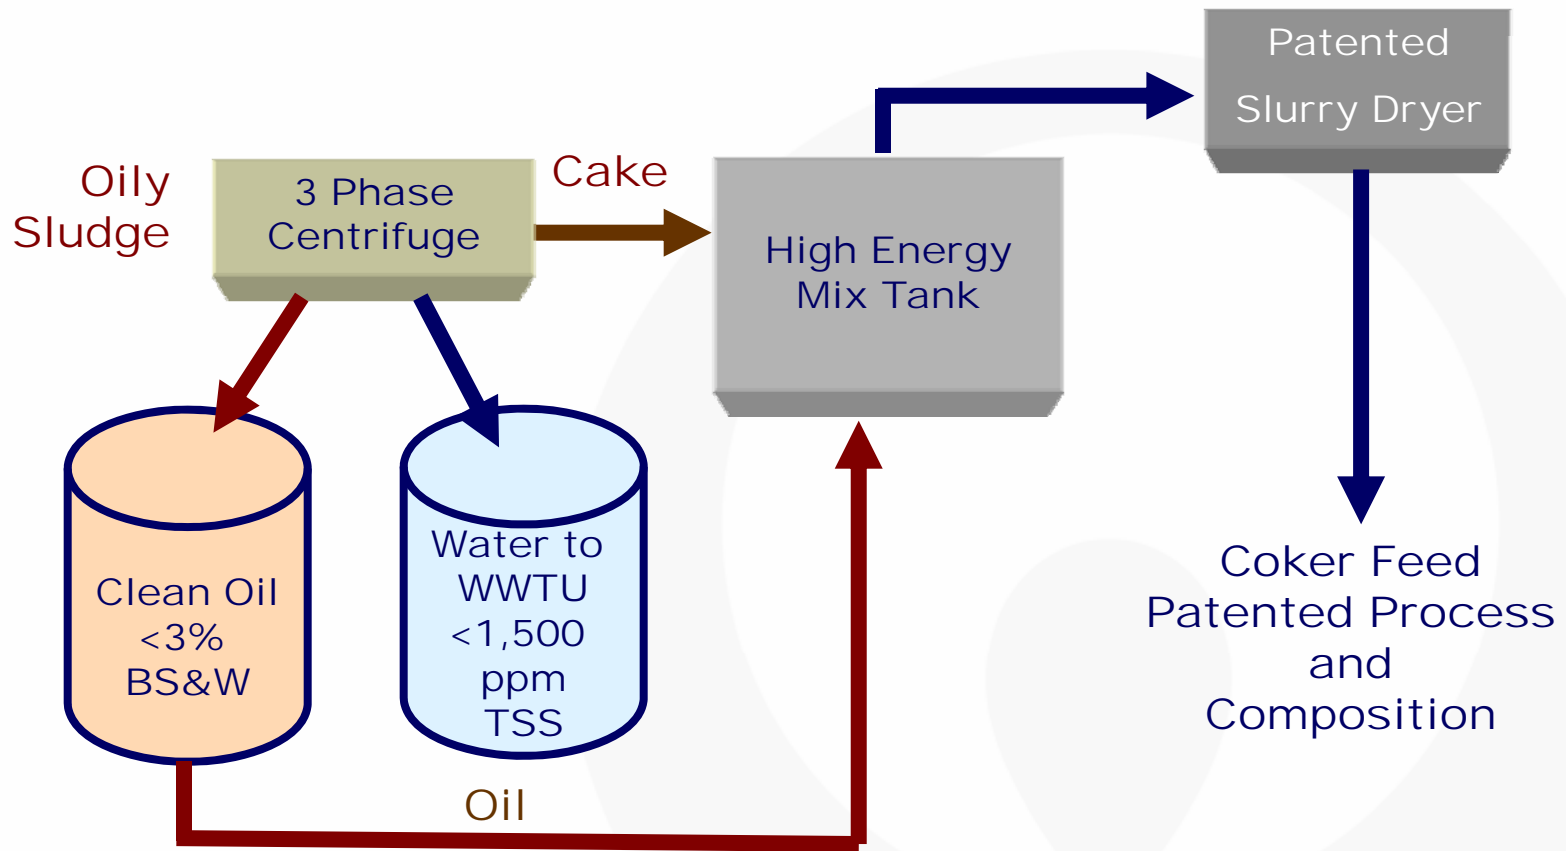 Patented
Slurry Dryer
Oily
Sludge
3 Phase
Centrifuge
Cake
High Energy
Mix Tank
Clean Oil
<3%
BS&W
Water to
WWTU
<1,500
ppm
TSS
Oil
Coker Feed
Patented Process
and
Composition